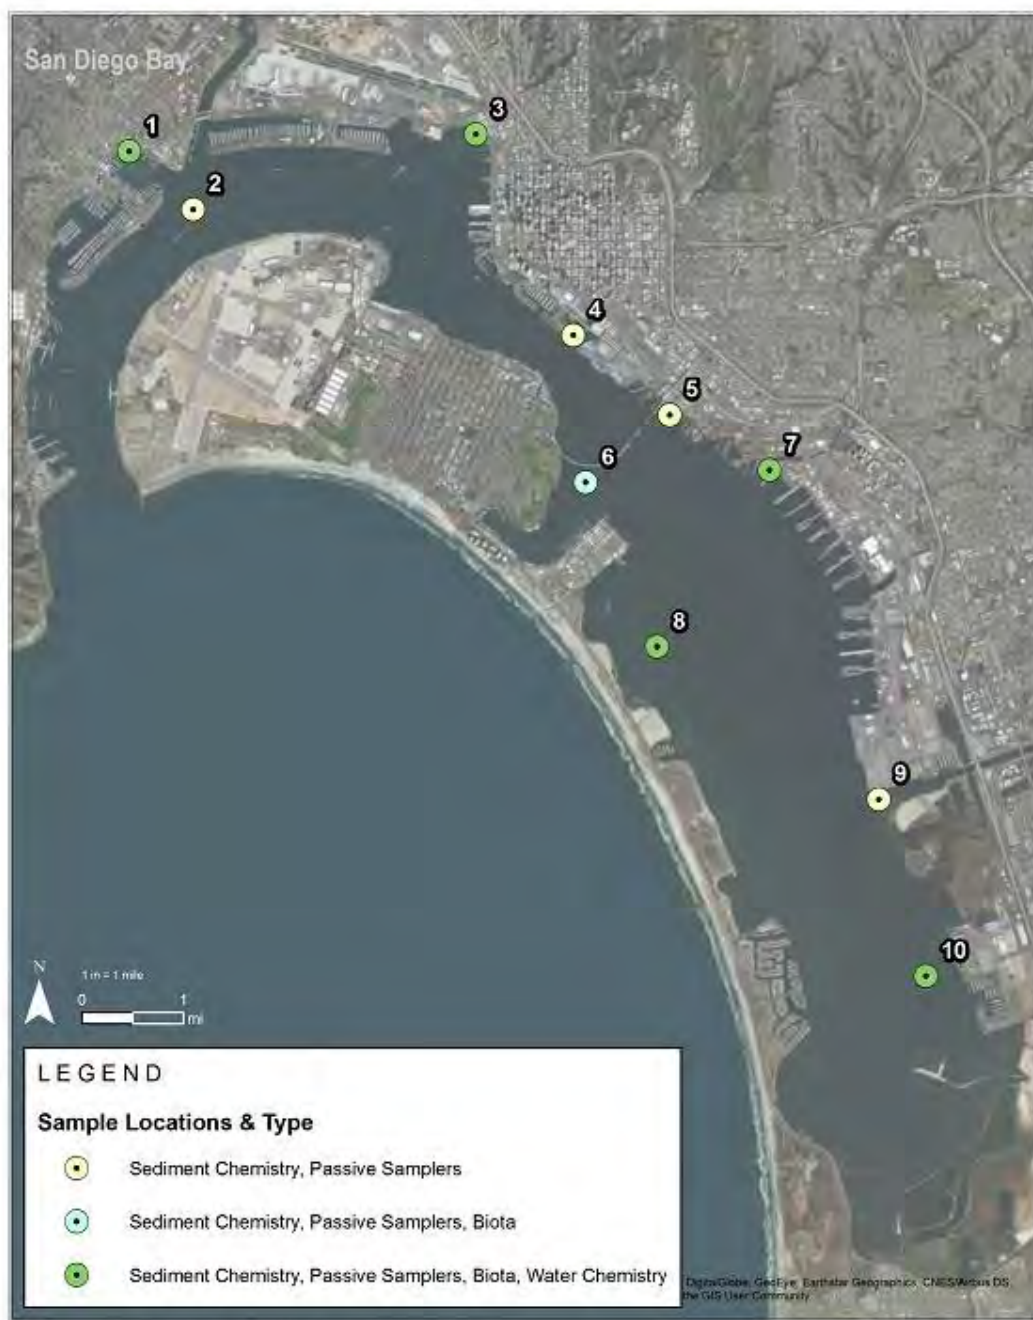 San Diego Bay
1
2
3
4
5
6
7
8
9
10
N
1 in = 1 mile
0 1
mi
LEGEND
Sample Locations & Type
Sediment Chemistry, Passive Samplers
Sediment Chemistry, Passive Samplers, Biota
Sediment Chemistry, Passive Samplers, Biota, Water Chemistry
DigitalGlobe, GeoEye, Earthstar Geographics, CNES/Airbus DS,
the GIS User Community